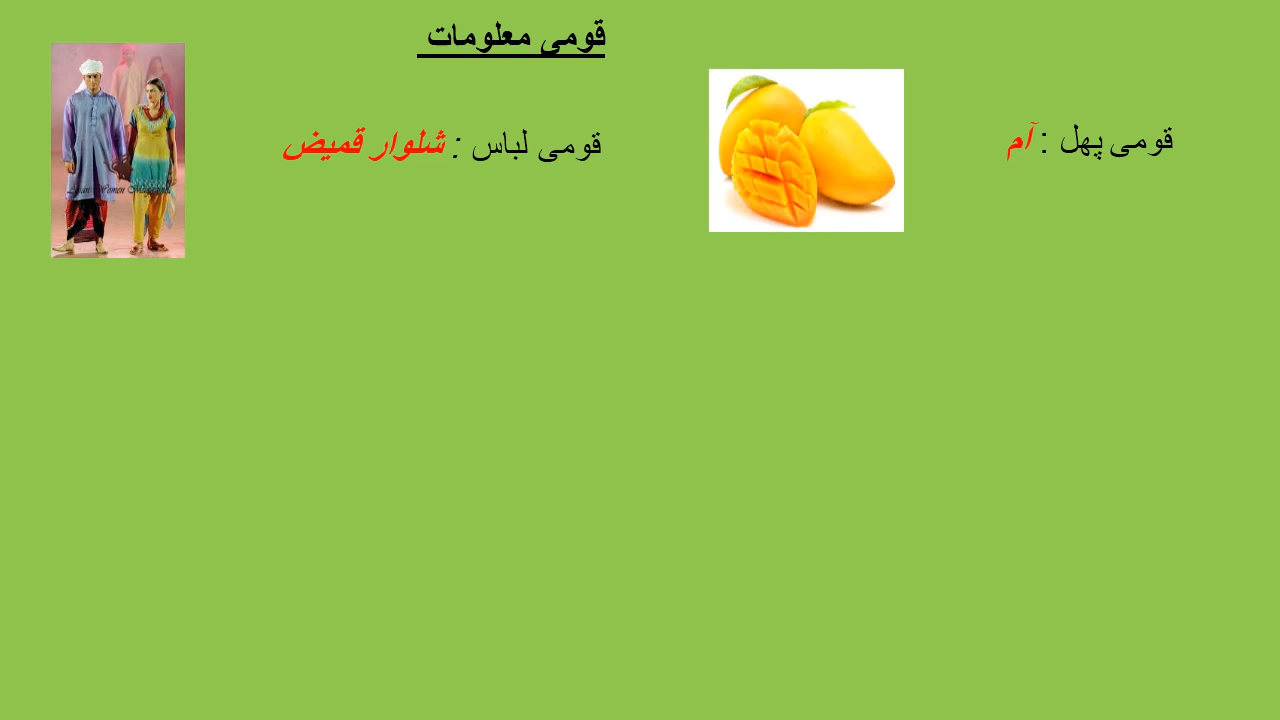 قومی معلومات
قومی پھل : آم
قومی لباس : شلوار قمیض